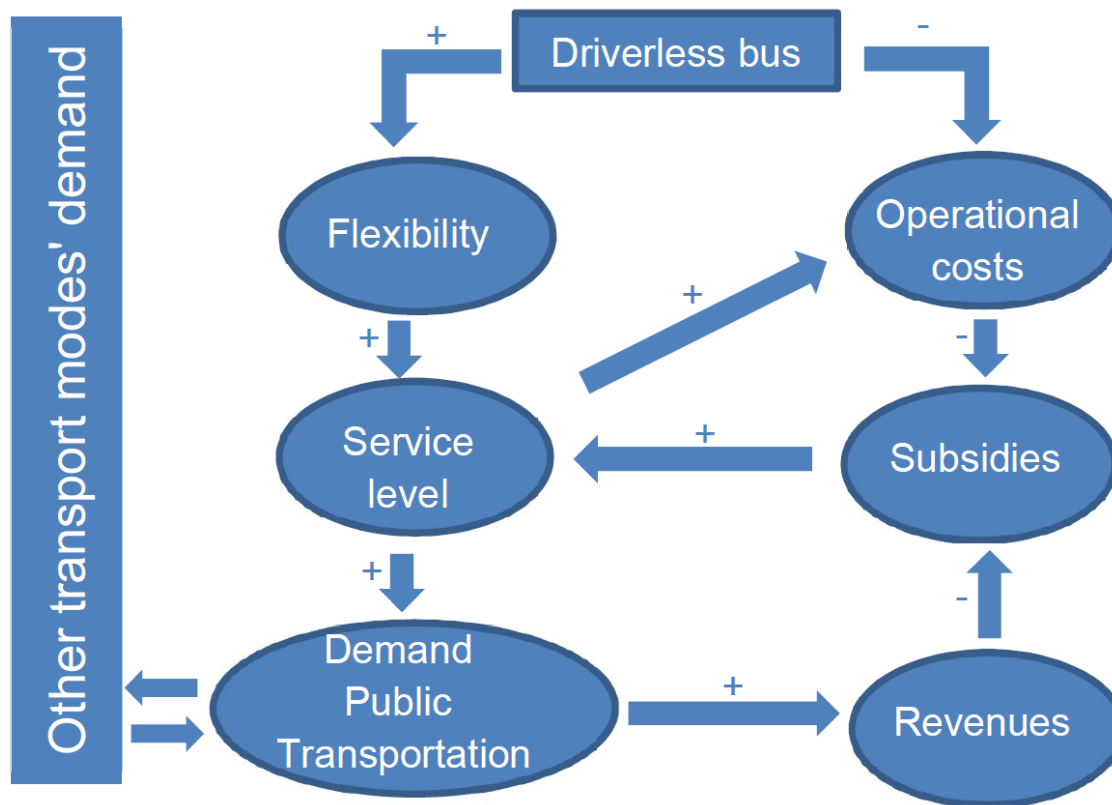 Other transport modes' demand
+
Driverless bus
-
Flexibility
Operational
costs
+
+
-
Service
level
+
Subsidies
+
-
Demand
Public
Transportation
+
Revenues